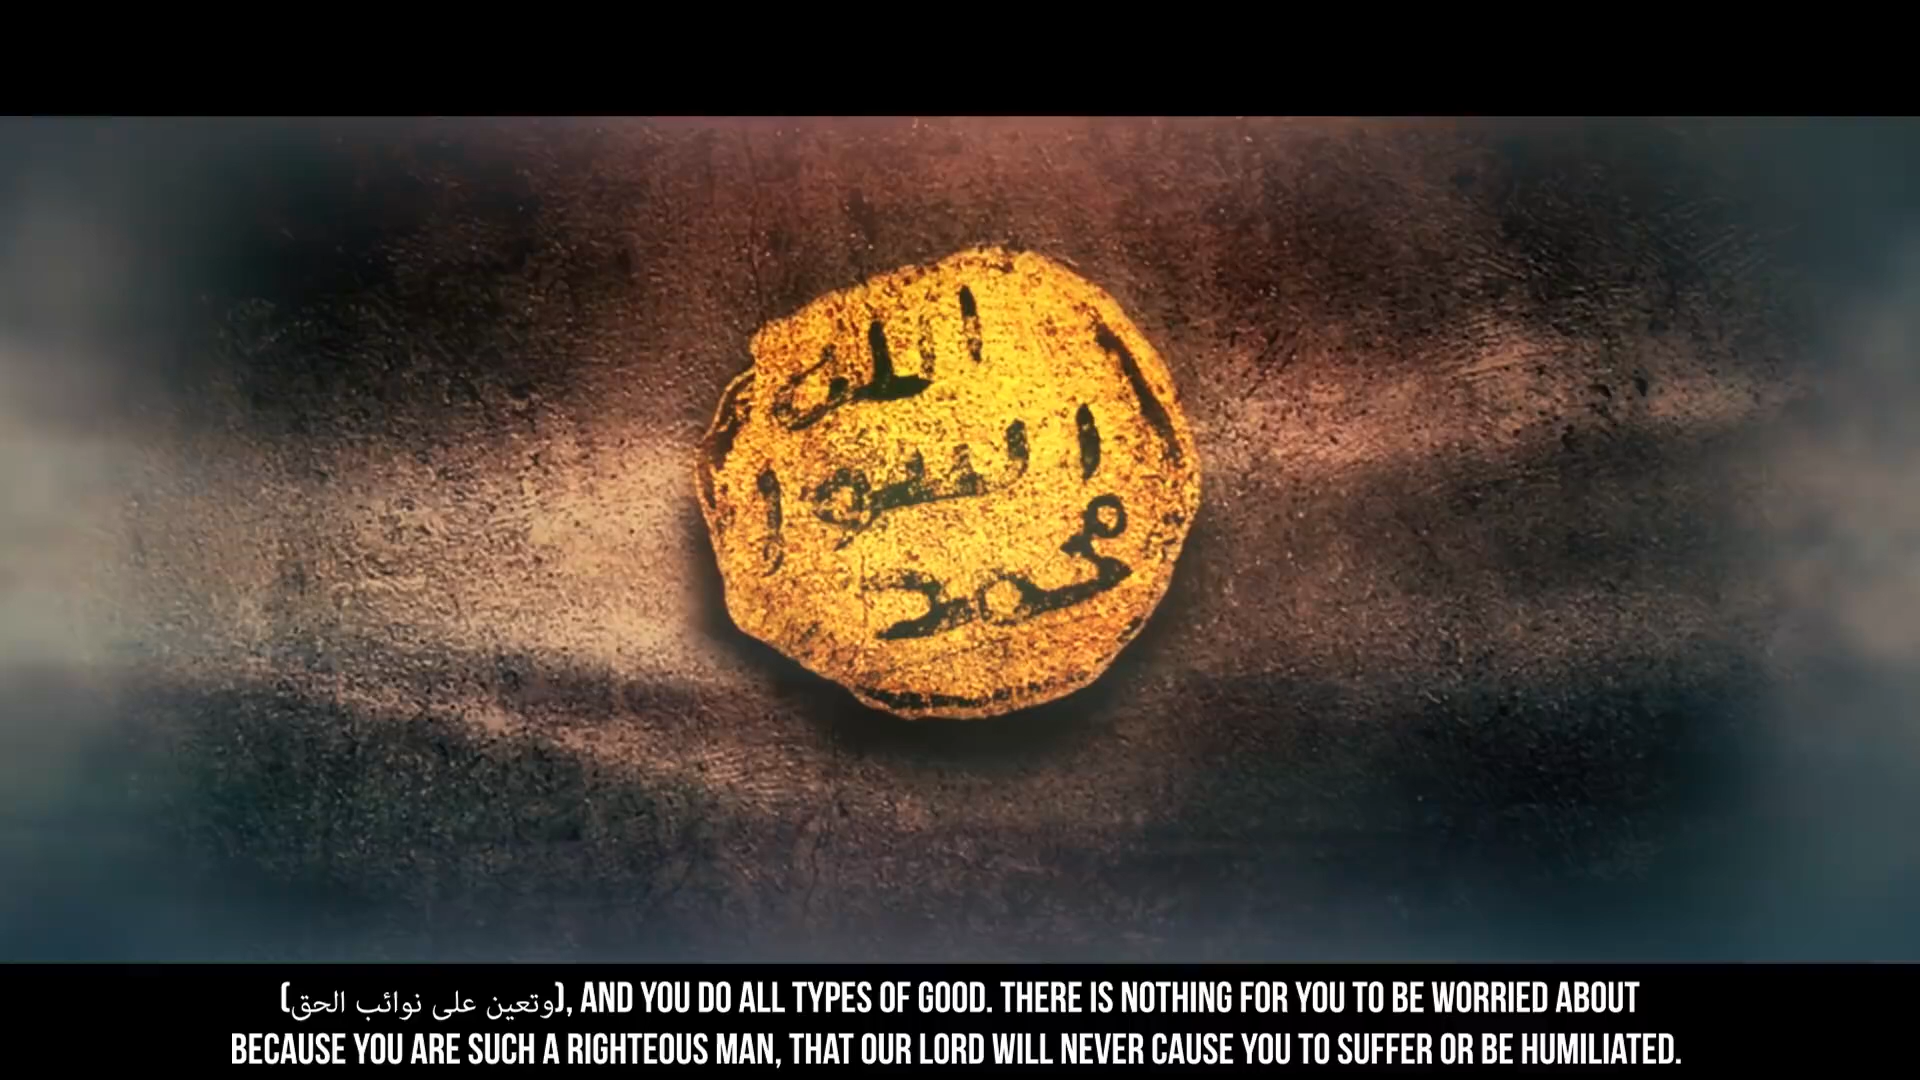 الله
رسول
محمد
(وتعين على نوائب الحق), AND YOU DO ALL TYPES OF GOOD. THERE IS NOTHING FOR YOU TO BE WORRIED ABOUT
BECAUSE YOU ARE SUCH A RIGHTEOUS MAN, THAT OUR LORD WILL NEVER CAUSE YOU TO SUFFER OR BE HUMILIATED.